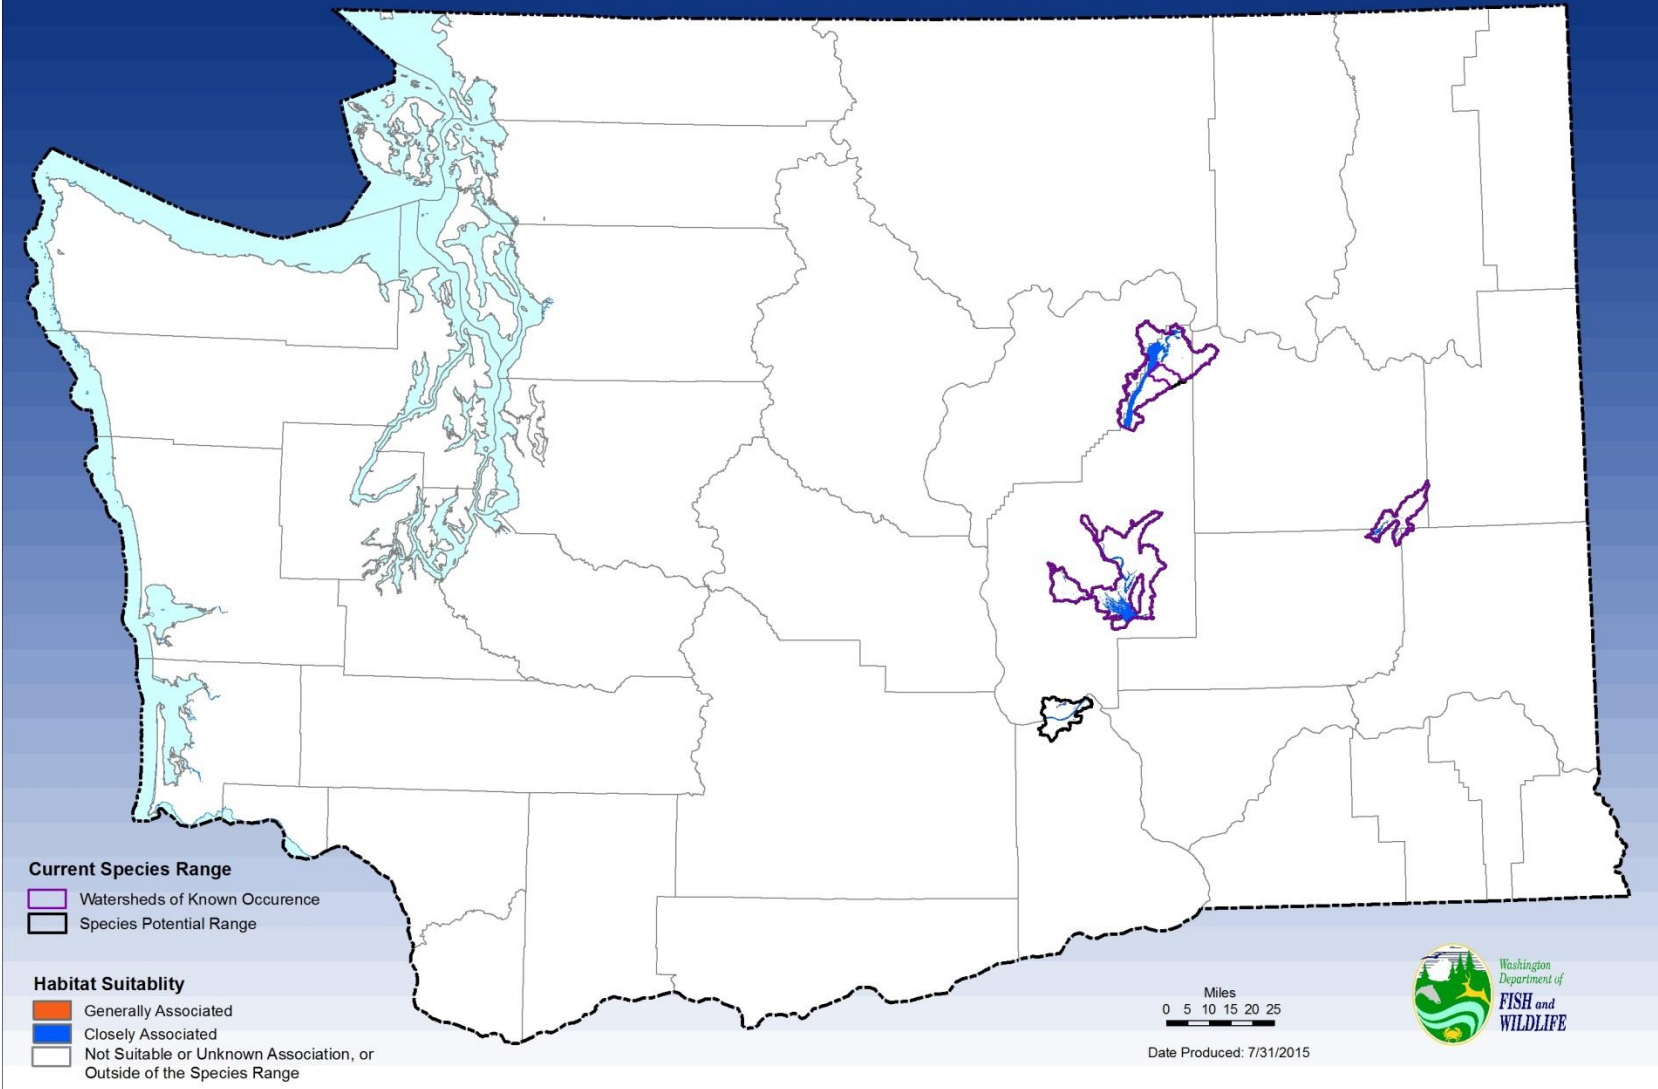 Current Species Range
Watersheds of Known Occurence
Species Potential Range
Habitat Suitablity
Generally Associated
Closely Associated
Not Suitable or Unknown Association, or
Outside of the Species Range
Miles
0 5 10 15 20 25
Date Produced: 7/31/2015
Washington
Department of
FISH and
WILDLIFE